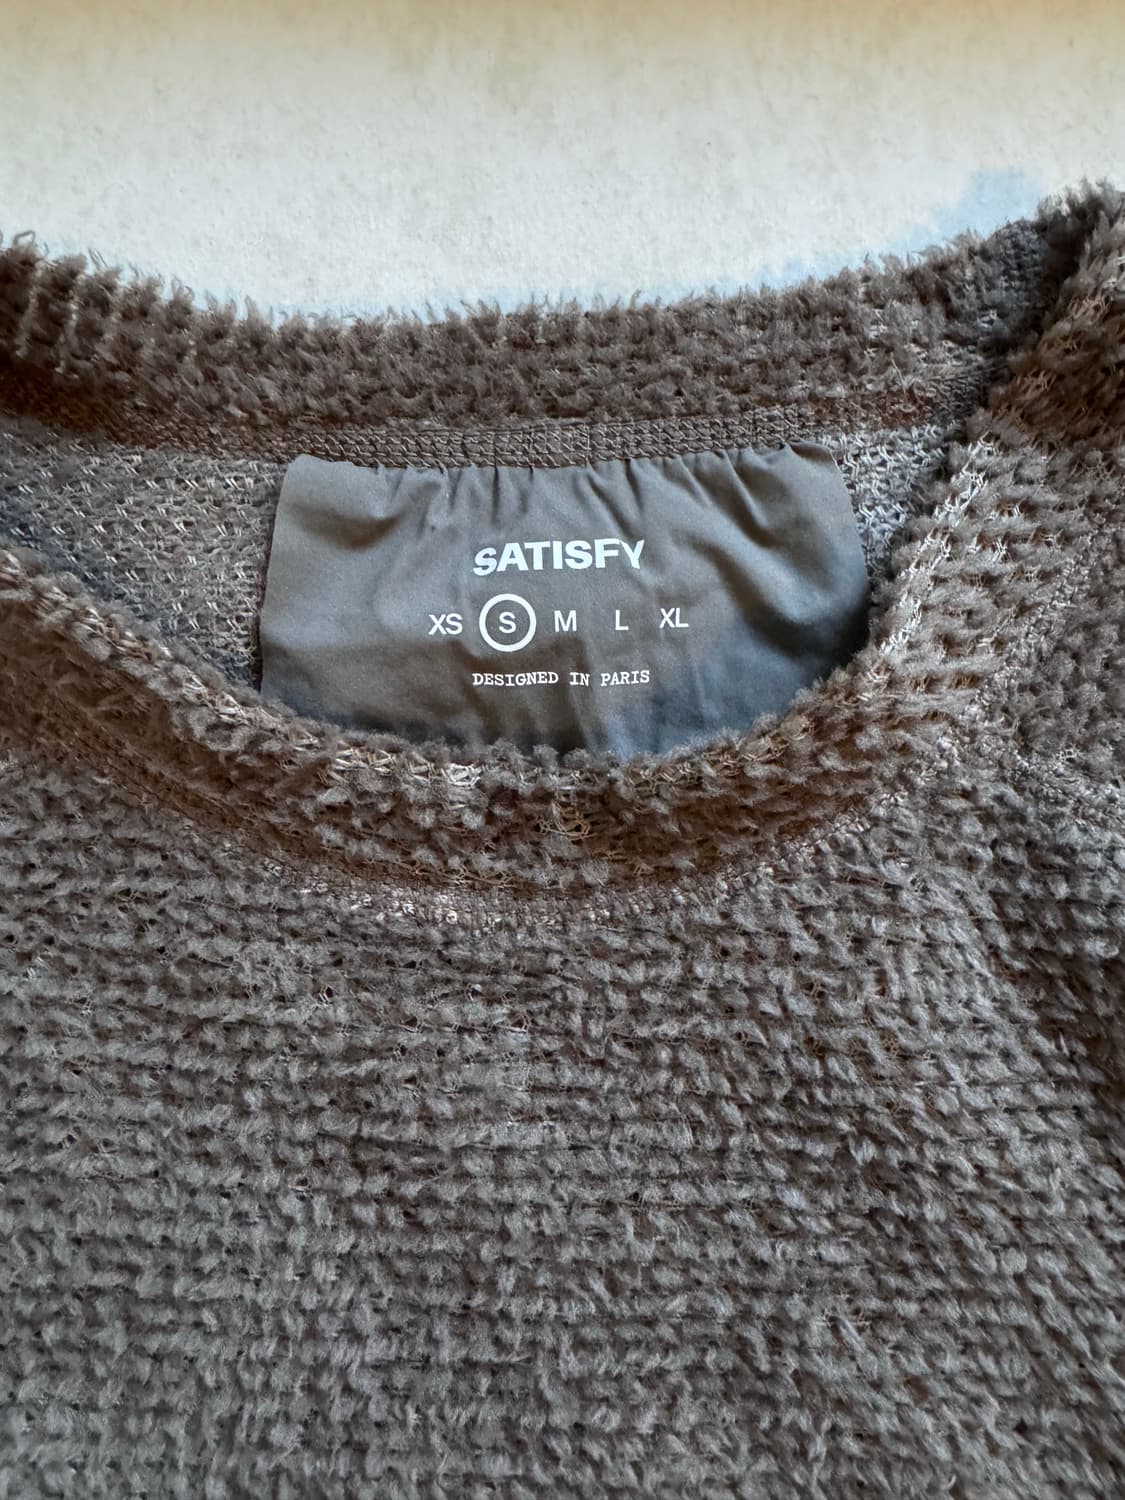 SATISFY
XS S M L XL
DESIGNED IN PARIS